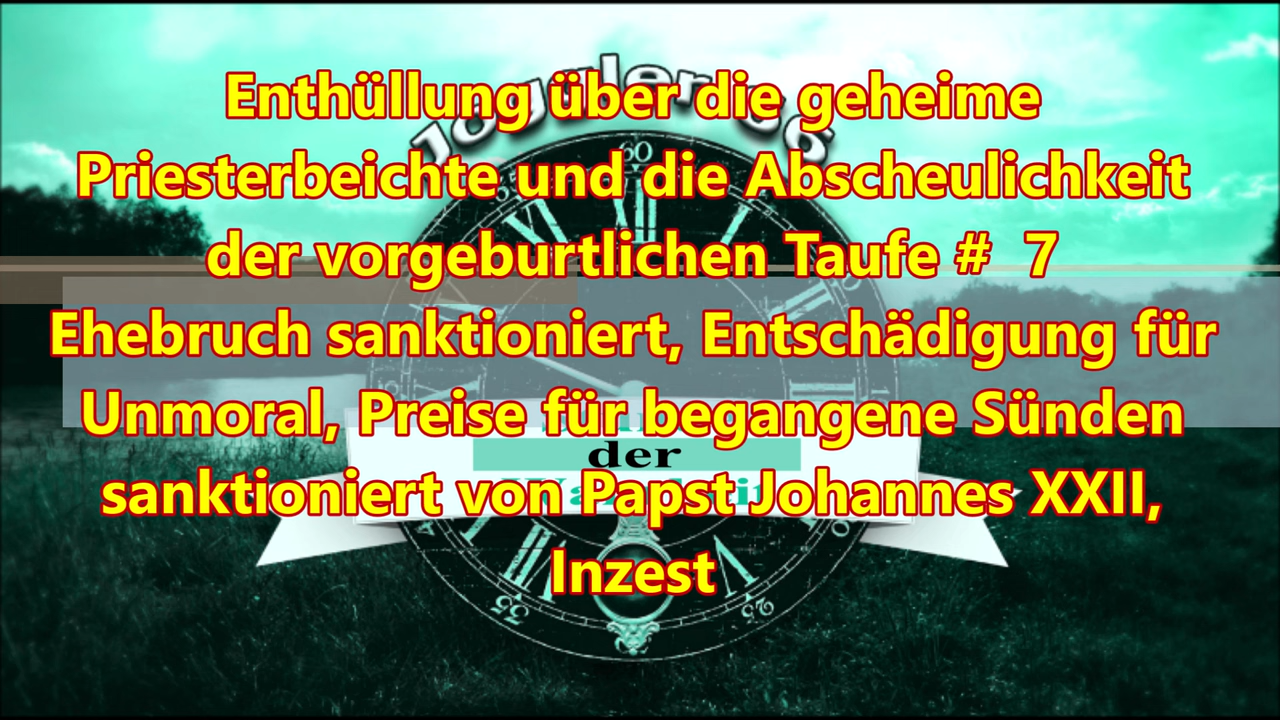 Joggler66
Enthüllung über die geheime
Priesterbeichte und die Abscheulichkeit
der vorgeburtlichen Taufe #  7
Ehebruch sanktioniert, Entschädigung für
Unmoral, Preise für begangene Sünden
der
sanktioniert von Papst Johannes XXII,
Inzest